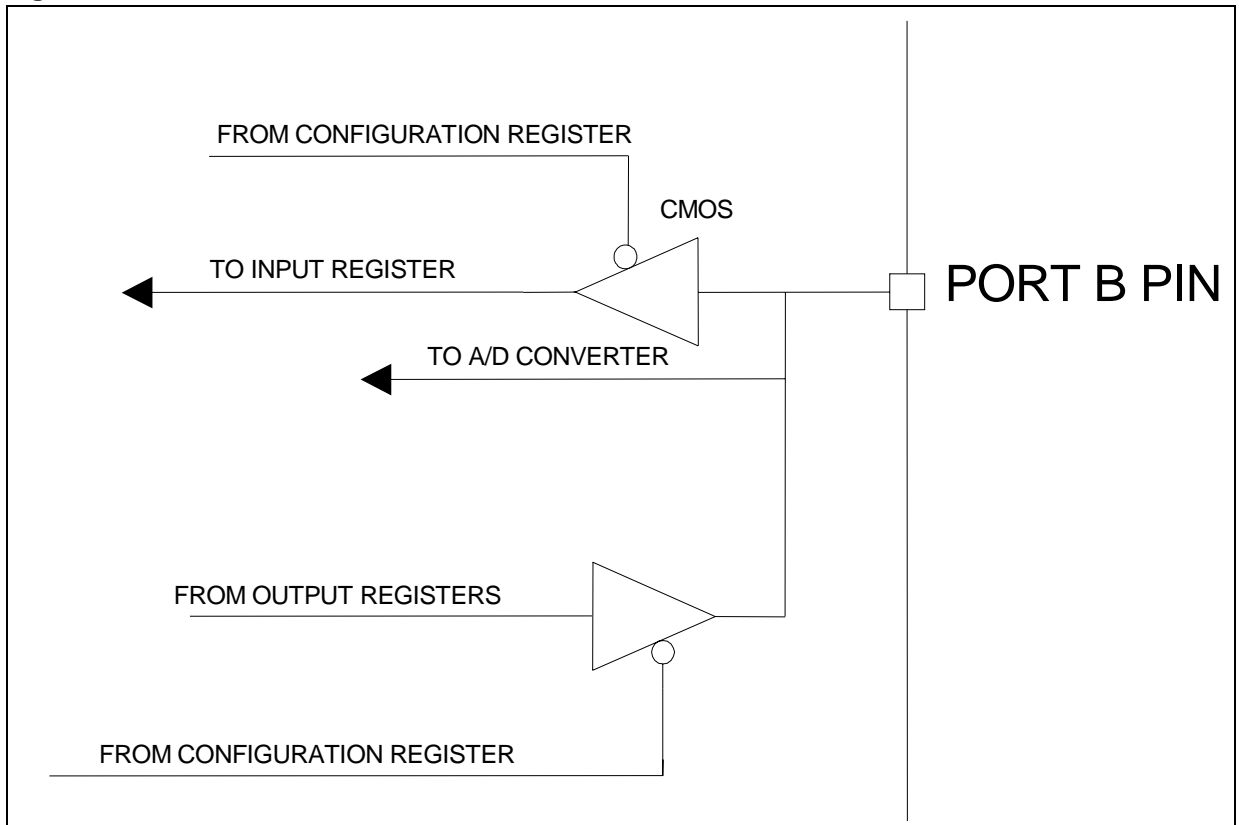 FROM CONFIGURATION REGISTER
CMOS
TO INPUT REGISTER
PORT B PIN
TO A/D CONVERTER
FROM OUTPUT REGISTERS
FROM CONFIGURATION REGISTER